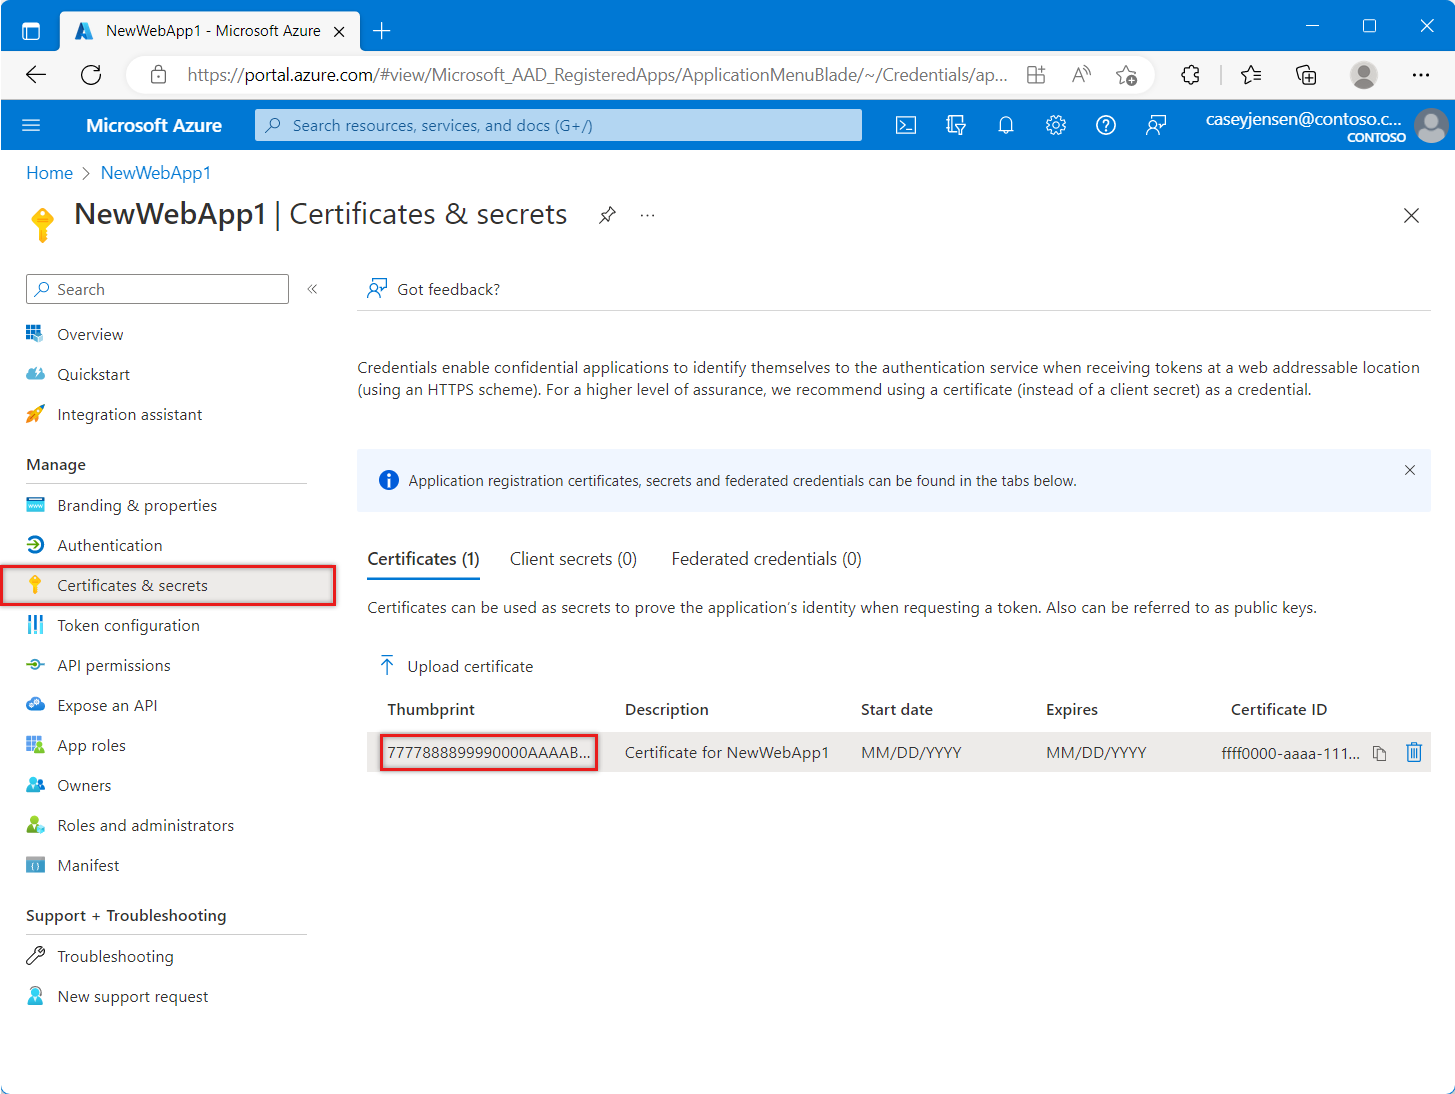 NewWebApp1 - Microsoft Azure
https://portal.azure.com/#view/Microsoft_AAD_RegisteredApps/ApplicationMenuBlade/~/Credentials/ap...
Microsoft Azure
Search resources, services, and docs (G+/)
caseyjensen@contoso.c...
CONTOSO
Home > NewWebApp1
NewWebApp1 | Certificates & secrets
Search
Overview
Quickstart
Integration assistant
Manage
Branding & properties
Authentication
Certificates & secrets
Token configuration
API permissions
Expose an API
App roles
Owners
Roles and administrators
Manifest
Support + Troubleshooting
Troubleshooting
New support request
Got feedback?
Credentials enable confidential applications to identify themselves to the authentication service when receiving tokens at a web addressable location
(using an HTTPS scheme). For a higher level of assurance, we recommend using a certificate (instead of a client secret) as a credential.
Application registration certificates, secrets and federated credentials can be found in the tabs below.
Certificates (1) Client secrets (0) Federated credentials (0)
Certificates can be used as secrets to prove the application's identity when requesting a token. Also can be referred to as public keys.
Upload certificate
Thumbprint Description Start date Expires Certificate ID
7777888899990000AAAAB... Certificate for NewWebApp1 MM/DD/YYYY MM/DD/YYYY ffff0000-aaaa-111...